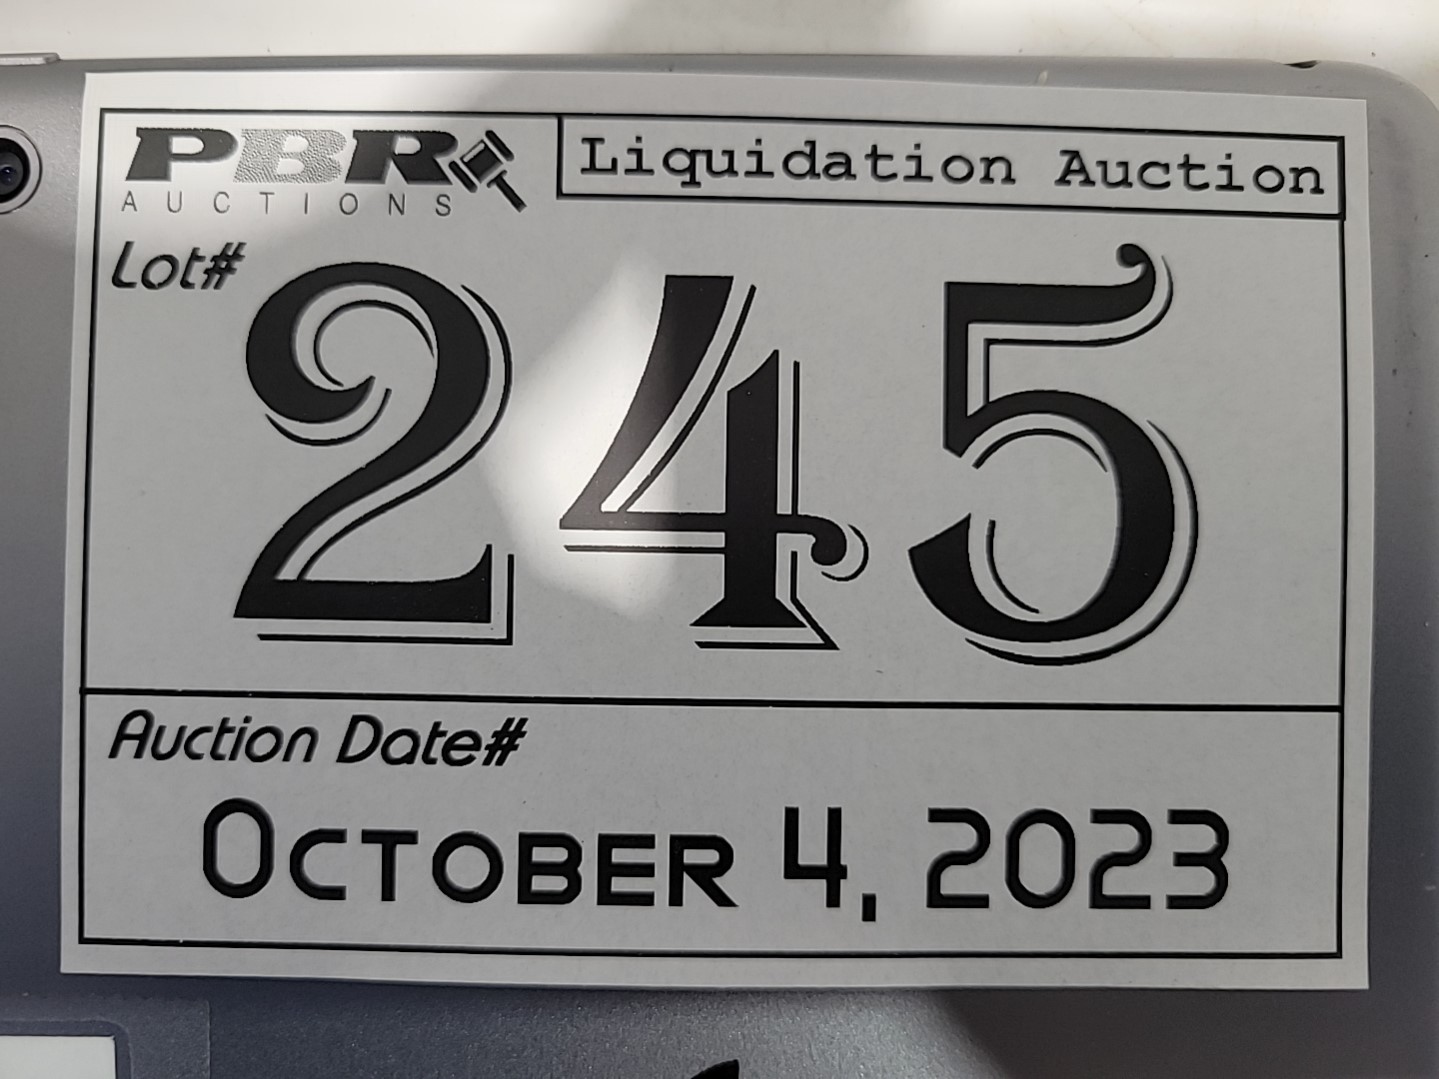 PBR
AUCTIONS
Liquidation Auction
Lot#
245
Auction Date#
October 4, 2023